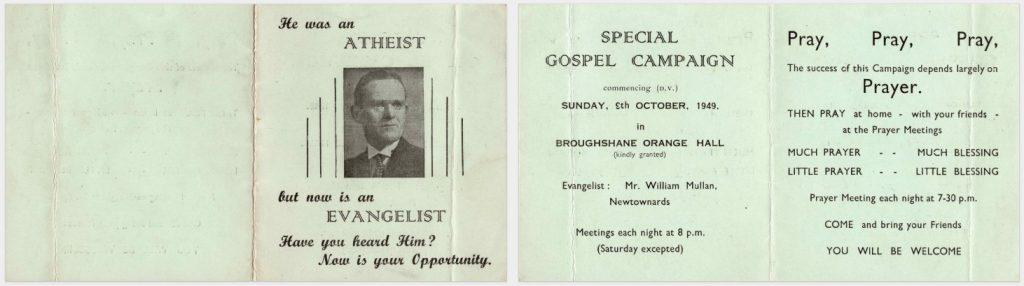 He was an
ATHEIST
but now is an
EVANGELIST
Have you heard Him?
Now is your Opportunity.
SPECIAL
GOSPEL CAMPAIGN
commencing (D.V.)
SUNDAY, 9th OCTOBER, 1949.
in
BROUGHSHANE ORANGE HALL
(kindly granted)
Evangelist : Mr. William Mullan,
Newtownards
Meetings each night at 8 p.m.
(Saturday excepted)
Pray, Pray, Pray,
The success of this Campaign depends largely on
Prayer.
THEN PRAY at home - with your friends -
at the Prayer Meetings
MUCH PRAYER - - MUCH BLESSING
LITTLE PRAYER - - LITTLE BLESSING
Prayer Meeting each night at 7-30 p.m.
COME and bring your Friends
YOU WILL BE WELCOME